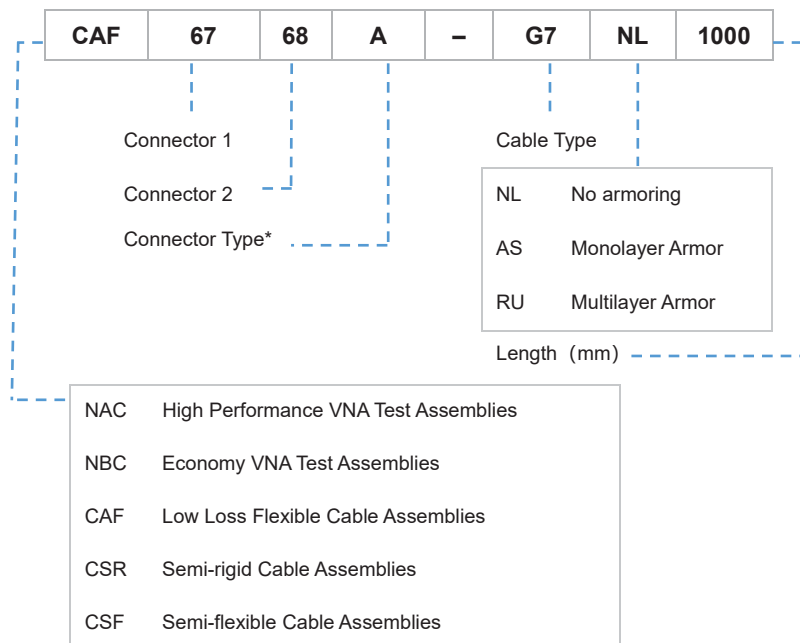 CAF 67 68 A – G7 NL 1000
Connector 1
Cable Type
Connector 2
Connector Type*
NL No armoring
AS Monolayer Armor
RU Multilayer Armor
Length (mm)
NAC High Performance VNA Test Assemblies
NBC Economy VNA Test Assemblies
CAF Low Loss Flexible Cable Assemblies
CSR Semi-rigid Cable Assemblies
CSF Semi-flexible Cable Assemblies